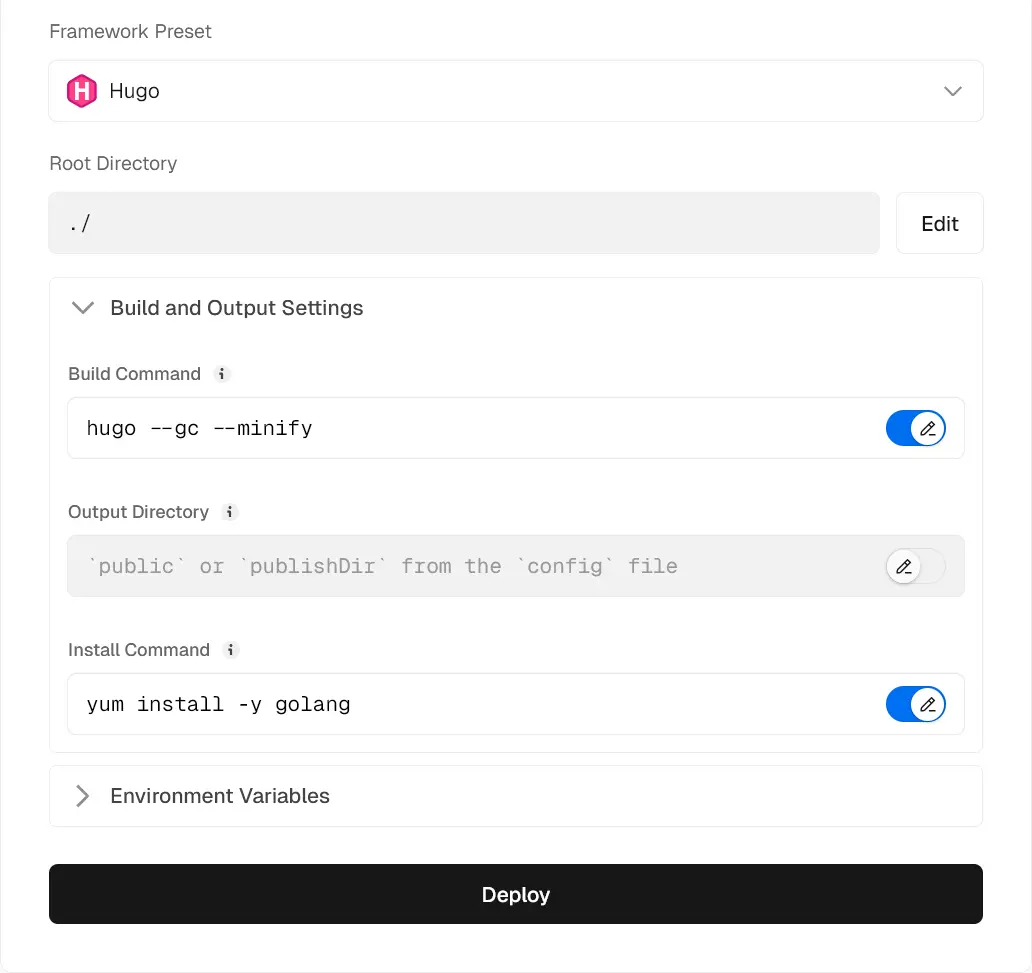 Framework Preset
H Hugo
Root Directory
./
Edit
Build and Output Settings
Build Command i
hugo --gc --minify
Output Directory i
`public` or `publishDir` from the `config` file
Install Command i
yum install -y golang
Environment Variables
Deploy